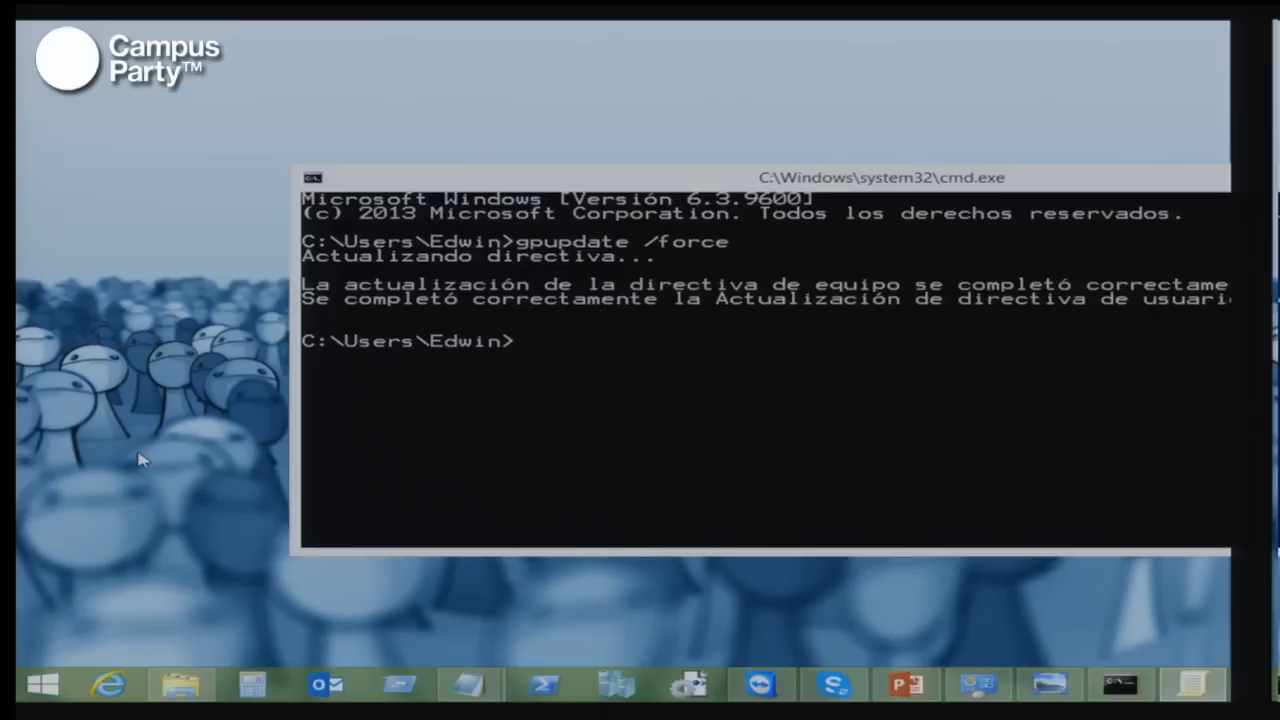 Campus
Party™
C:\Windows\system32\cmd.exe
Microsoft Windows [Versión 6.3.9600]
(c) 2013 Microsoft Corporation. Todos los derechos reservados.
C:\Users\Edwin>gpupdate /force
Actualizando directiva...
La actualización de la directiva de equipo se completó correctame
Se completó correctamente la Actualización de directiva de usuari
C:\Users\Edwin>